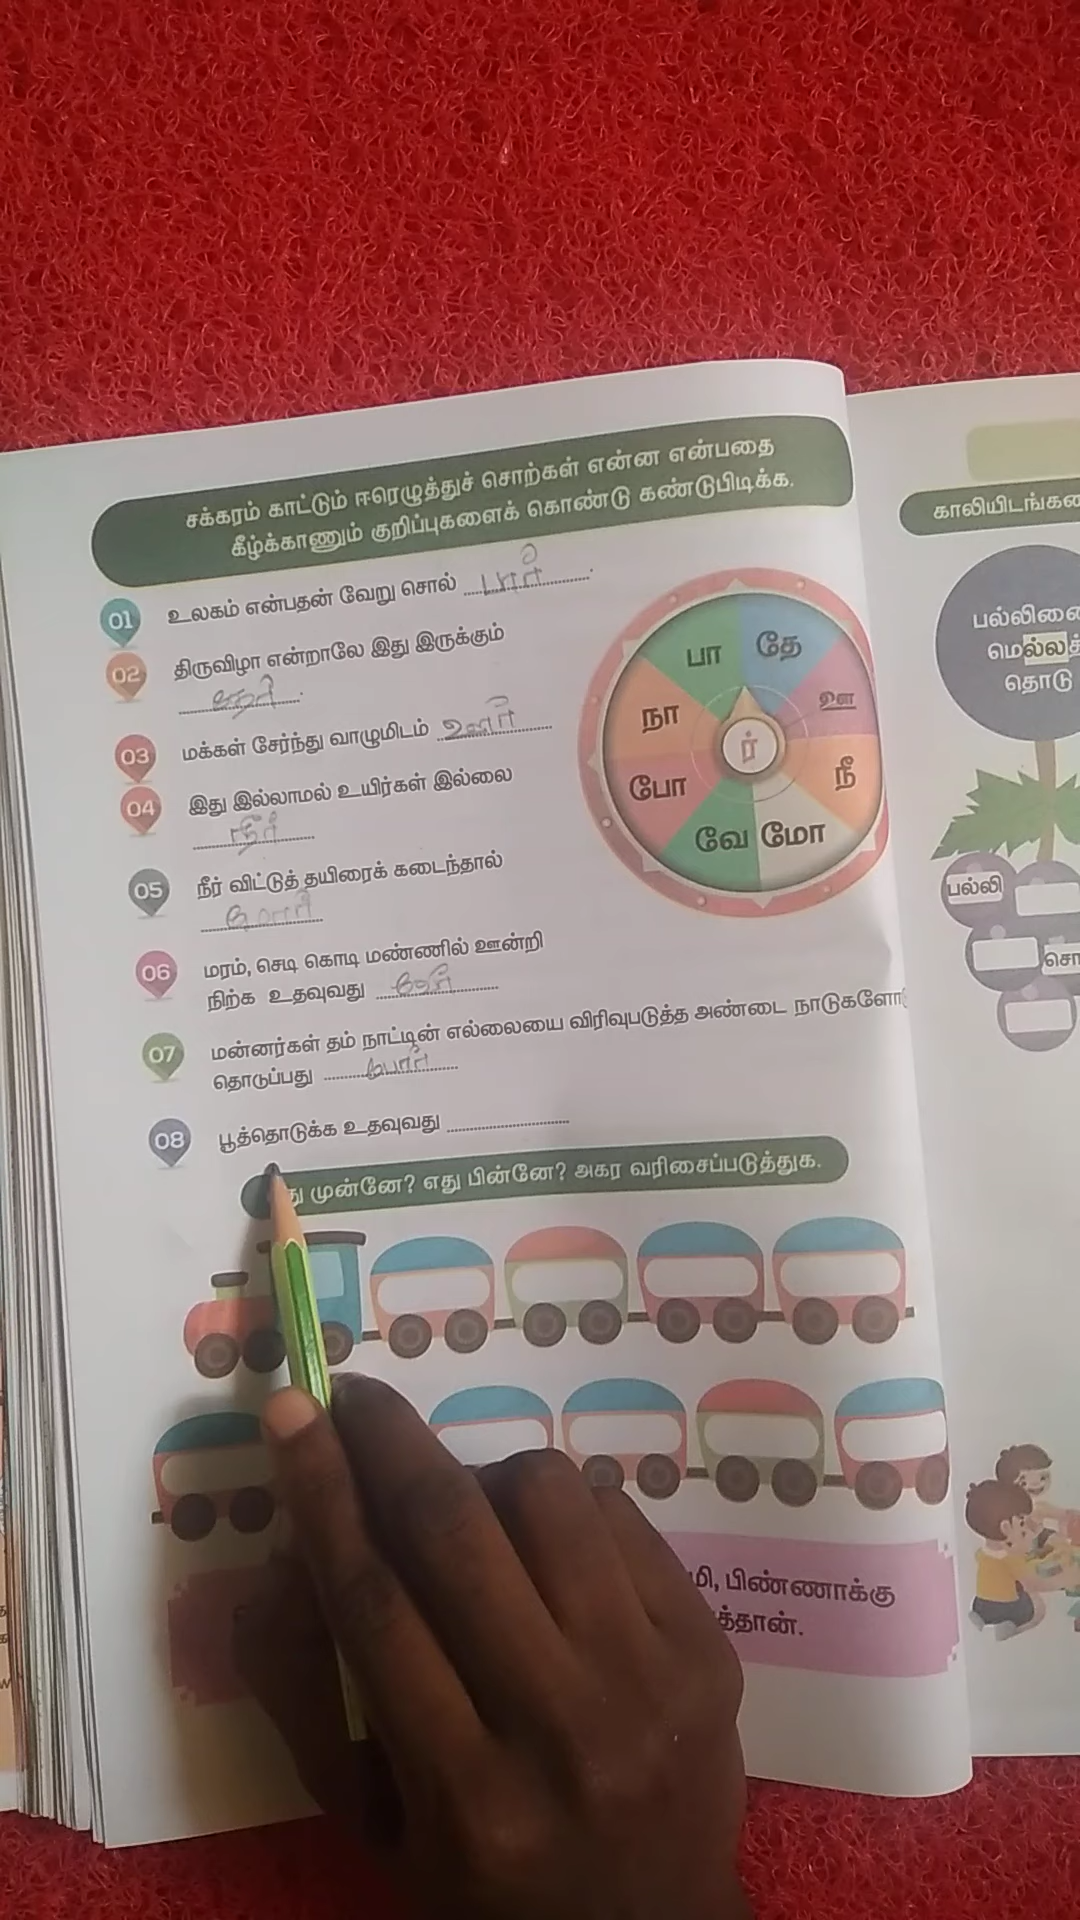 சக்கரம் காட்டும் ஈரெழுத்துச் சொற்கள் என்ன என்பதை
கீழ்க்காணும் குறிப்புகளைக் கொண்டு கண்டுபிடிக்க.
01 உலகம் என்பதன் வேறு சொல் பார்.
02 திருவிழா என்றாலே இது இருக்கும்
தேர்.
03 மக்கள் சேர்ந்து வாழுமிடம் ஊர்
04 இது இல்லாமல் உயிர்கள் இல்லை
நீர்
05 நீர் விட்டுத் தயிரைக் கடைந்தால்
மோர்
06 மரம், செடி கொடி மண்ணில் ஊன்றி
நிற்க உதவுவது வேர்
07 மன்னர்கள் தம் நாட்டின் எல்லையை விரிவுபடுத்த அண்டை நாடுகளோ
தொடுப்பது போர்
08 பூத்தொடுக்க உதவுவது
பா தே
நா ஊ
ர்
போ நீ
வே மோ
து முன்னே? எது பின்னே? அகர வரிசைப்படுத்துக.
மி, பிண்ணாக்கு
த்தான்.
காலியிடங்களை
பல்லினை
மெல்லத்
தொடு
பல்லி
சொ